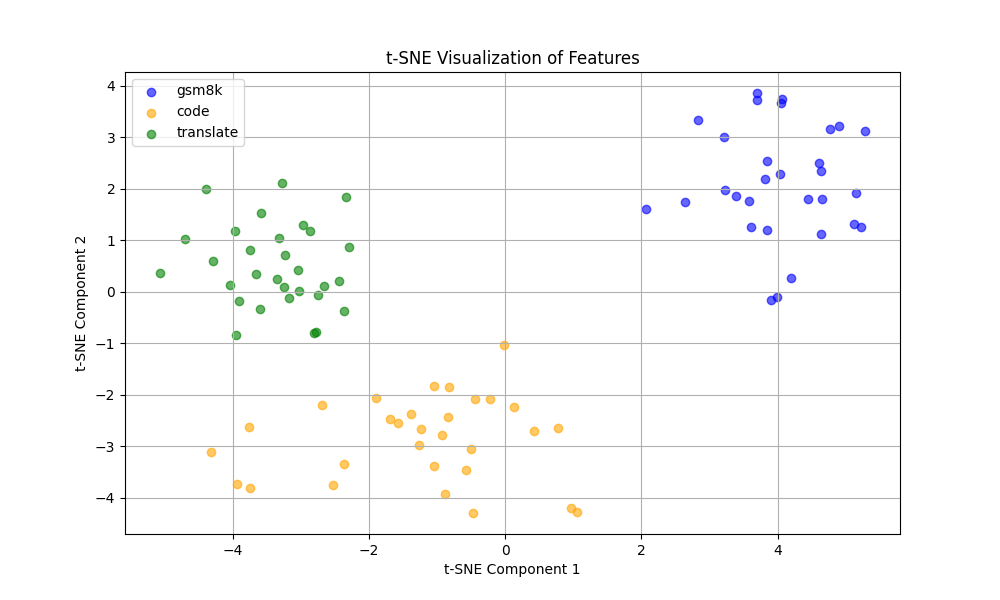 t-SNE Visualization of Features
gsm8k
code
translate
t-SNE Component 2
4
3
2
1
0
−1
−2
−3
−4
−4
−2
0
2
4
t-SNE Component 1